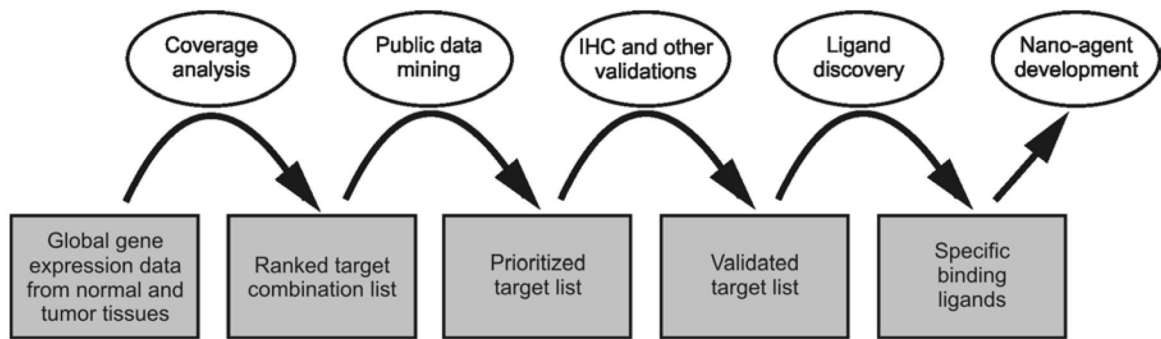 Coverage
analysis
Public data
mining
IHC and other
validations
Ligand
discovery
Nano-agent
development
Global gene
expression data
from normal and
tumor tissues
Ranked target
combination list
Prioritized
target list
Validated
target list
Specific
binding
ligands